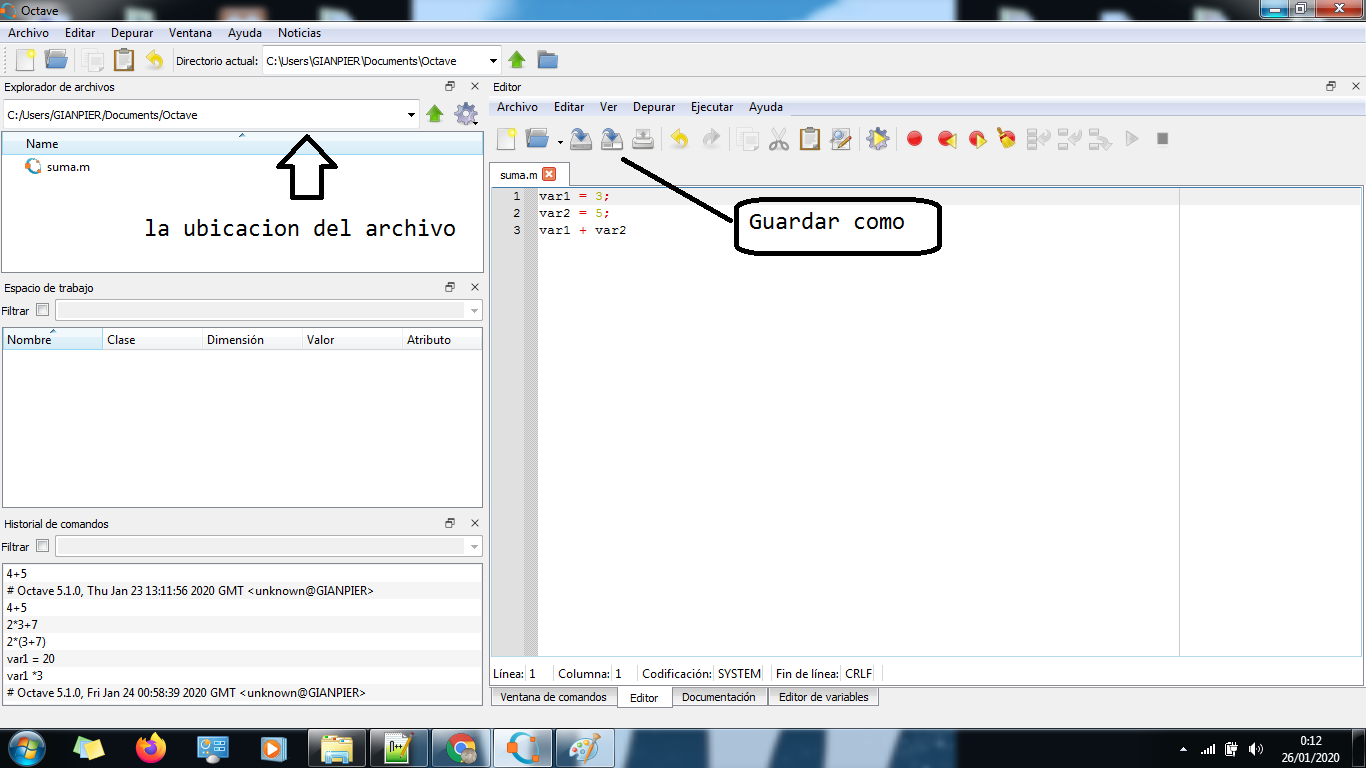 Octave
Archivo Editar Depurar Ventana Ayuda Noticias
Directorio actual: C:\Users\GIANPIER\Documents\Octave
Explorador de archivos
C:/Users/GIANPIER/Documents/Octave
Name
suma.m
la ubicacion del archivo
Espacio de trabajo
Filtrar
Nombre Clase Dimensión Valor Atributo
Historial de comandos
Filtrar
4+5
# Octave 5.1.0, Thu Jan 23 13:11:56 2020 GMT <unknown@GIANPIER>
4+5
2*3+7
2*(3+7)
var1 = 20
var1 *3
# Octave 5.1.0, Fri Jan 24 00:58:39 2020 GMT <unknown@GIANPIER>
Editor
Archivo Editar Ver Depurar Ejecutar Ayuda
suma.m
1 var1 = 3;
2 var2 = 5;
3 var1 + var2
Guardar como
Línea: 1 Columna: 1 Codificación: SYSTEM Fin de línea: CRLF
Ventana de comandos Editor Documentación Editor de variables
0:12
26/01/2020